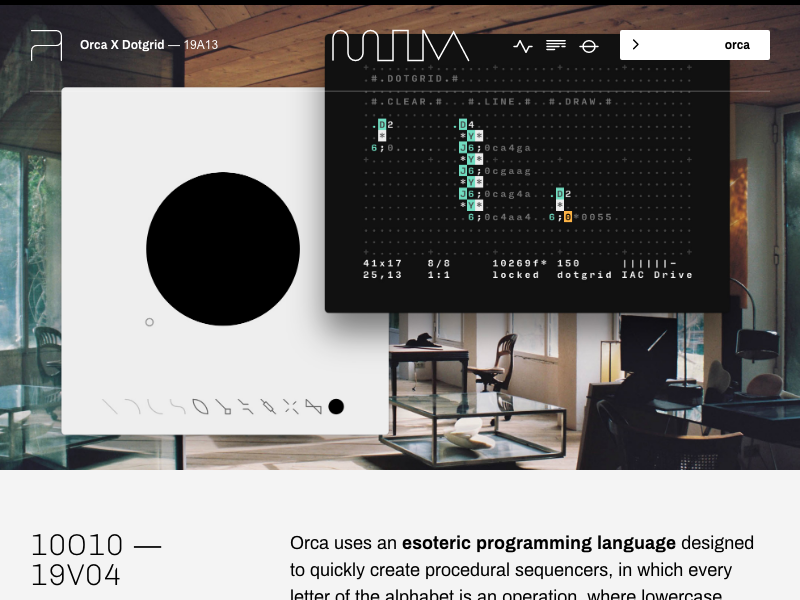 Orca X Dotgrid — 19A13
orca
.#.DOTGRID.#
.#.CLEAR.# .#.LINE.# .#.DRAW.#
.D2 .D4
* *Y*
6;0..... J6;0ca4ga
*Y*
J6;0cgaag
*Y*
J6;0cag4a .D2
*Y* *
6;0c4aa4 6;0*0055
41x17 8/8 10269f* 150 ||||||-
25,13 1:1 locked dotgrid IAC Drive
10O10 —
19V04
Orca uses an esoteric programming language designed
to quickly create procedural sequencers, in which every
letter of the alphabet is an operation, where lowercase